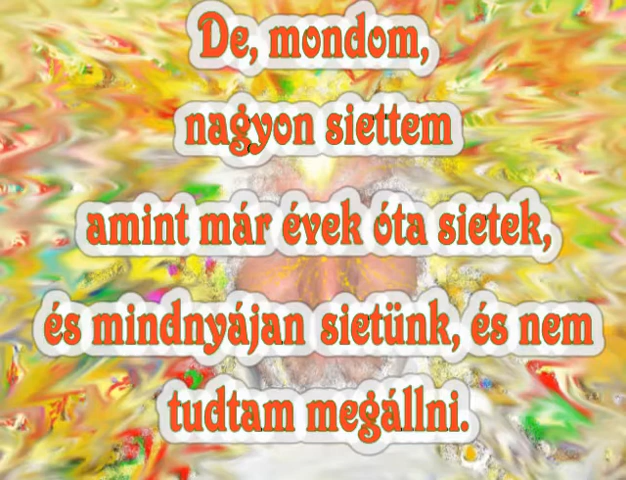 De, mondom,
nagyon siettem
amint már évek óta sietek,
és mindnyájan sietünk, és nem
tudtam megállni.